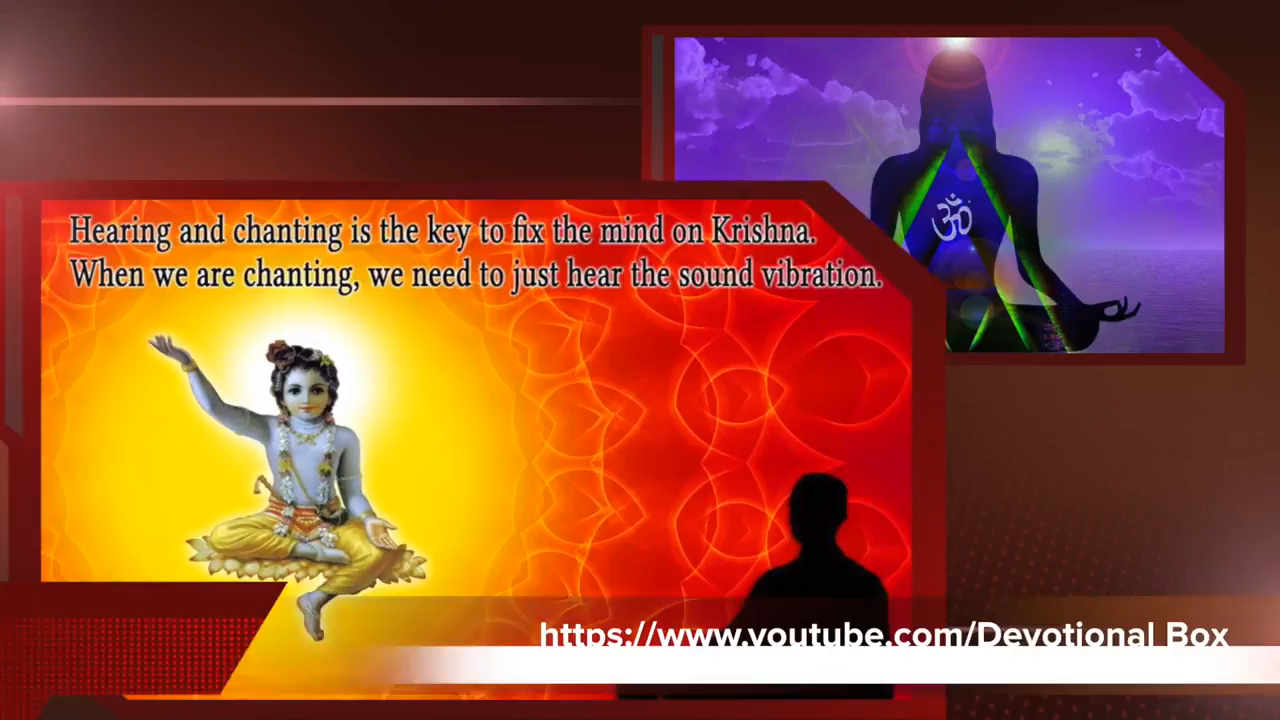 Hearing and chanting is the key to fix the mind on Krishna.
When we are chanting, we need to just hear the sound vibration.
ॐ
https://www.youtube.com/Devotional Box